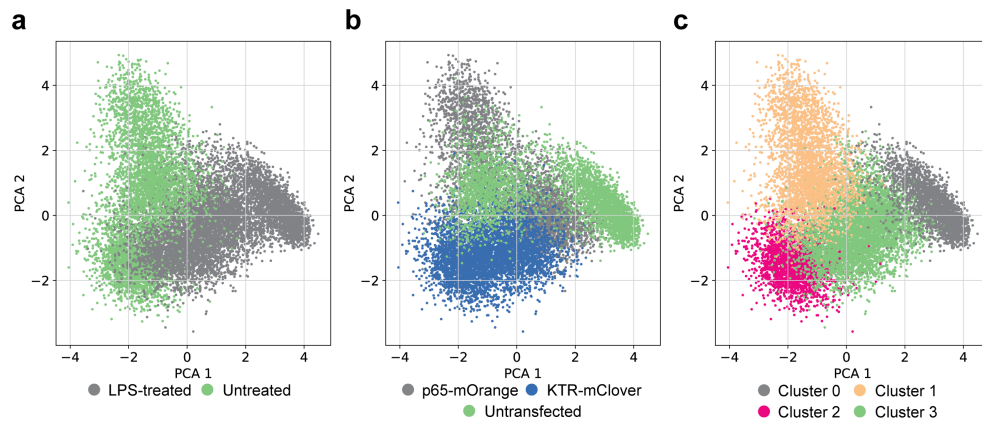 a
4
2
0
−2
PCA 2
−4
−2
0
2
4
PCA 1
LPS-treated
Untreated
b
4
2
0
−2
PCA 2
−4
−2
0
2
4
PCA 1
p65-mOrange
KTR-mClover
Untransfected
c
4
2
0
−2
PCA 2
−4
−2
0
2
4
PCA 1
Cluster 0
Cluster 1
Cluster 2
Cluster 3